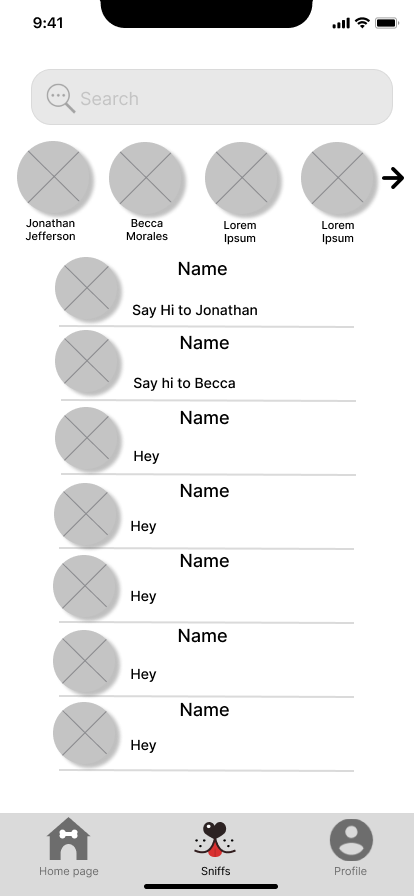 9:41
Search
Jonathan
Jefferson
Becca
Morales
Lorem
Ipsum
Lorem
Ipsum
Name
Say Hi to Jonathan
Name
Say hi to Becca
Name
Hey
Name
Hey
Name
Hey
Name
Hey
Name
Hey
Home page
Sniffs
Profile